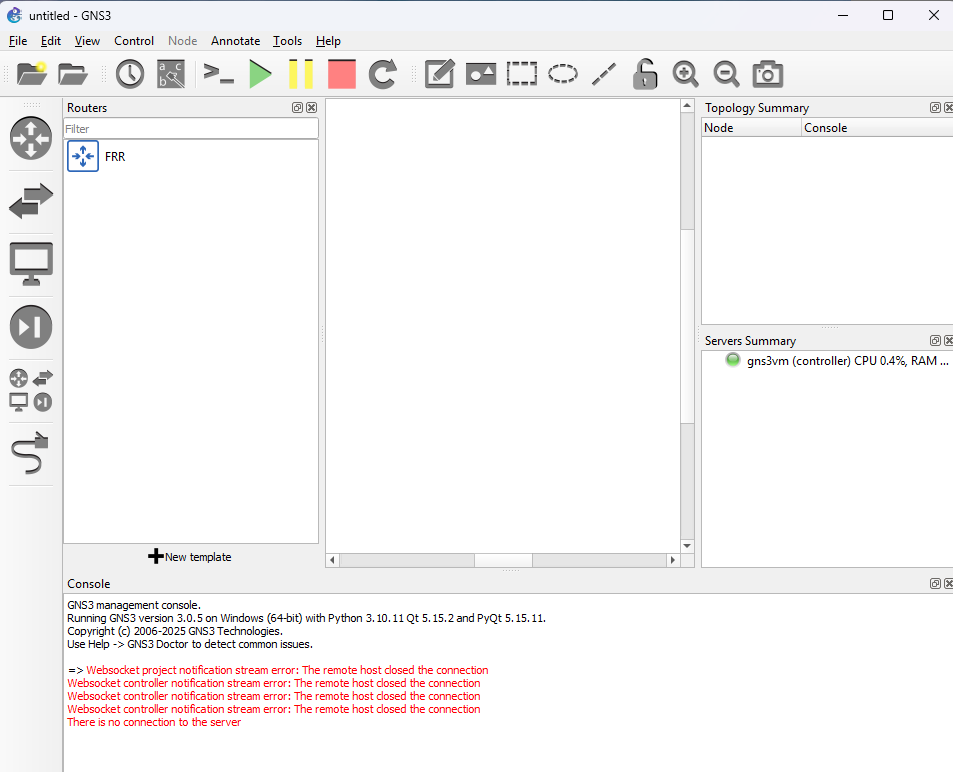 untitled - GNS3
File Edit View Control Node Annotate Tools Help
a c
b
Routers
Filter
FRR
New template
Topology Summary
Node Console
Servers Summary
gns3vm (controller) CPU 0.4%, RAM ...
Console
GNS3 management console.
Running GNS3 version 3.0.5 on Windows (64-bit) with Python 3.10.11 Qt 5.15.2 and PyQt 5.15.11.
Copyright (c) 2006-2025 GNS3 Technologies.
Use Help -> GNS3 Doctor to detect common issues.
=> Websocket project notification stream error: The remote host closed the connection
Websocket controller notification stream error: The remote host closed the connection
Websocket controller notification stream error: The remote host closed the connection
Websocket controller notification stream error: The remote host closed the connection
There is no connection to the server